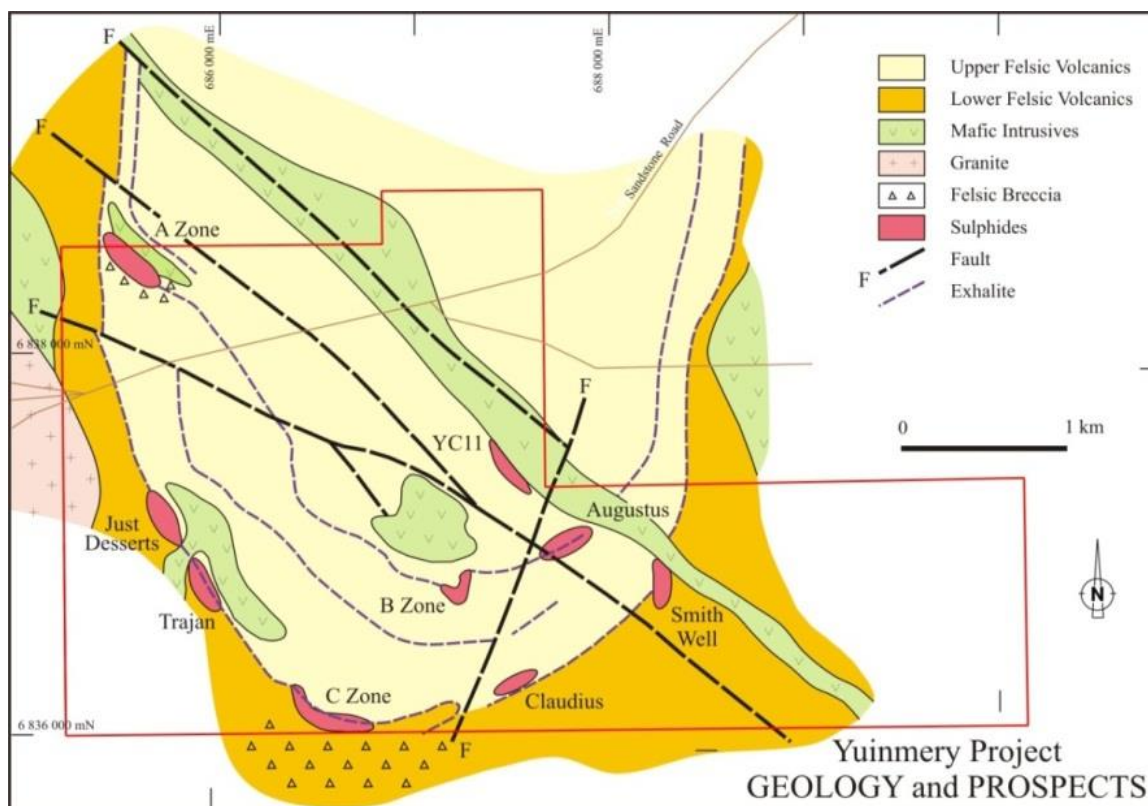 F
686 000 mE
688 000 mE
Upper Felsic Volcanics
Lower Felsic Volcanics
Mafic Intrusives
Granite
Felsic Breccia
Sulphides
F Fault
Exhalite
Sandstone Road
F
A Zone
F
6 838 000 mN
F
0 1 km
YC11
Augustus
Just
Desserts
B Zone
Smith
Well
Trajan
N
C Zone
Claudius
6 836 000 mN
F
Yuinmery Project
GEOLOGY and PROSPECTS